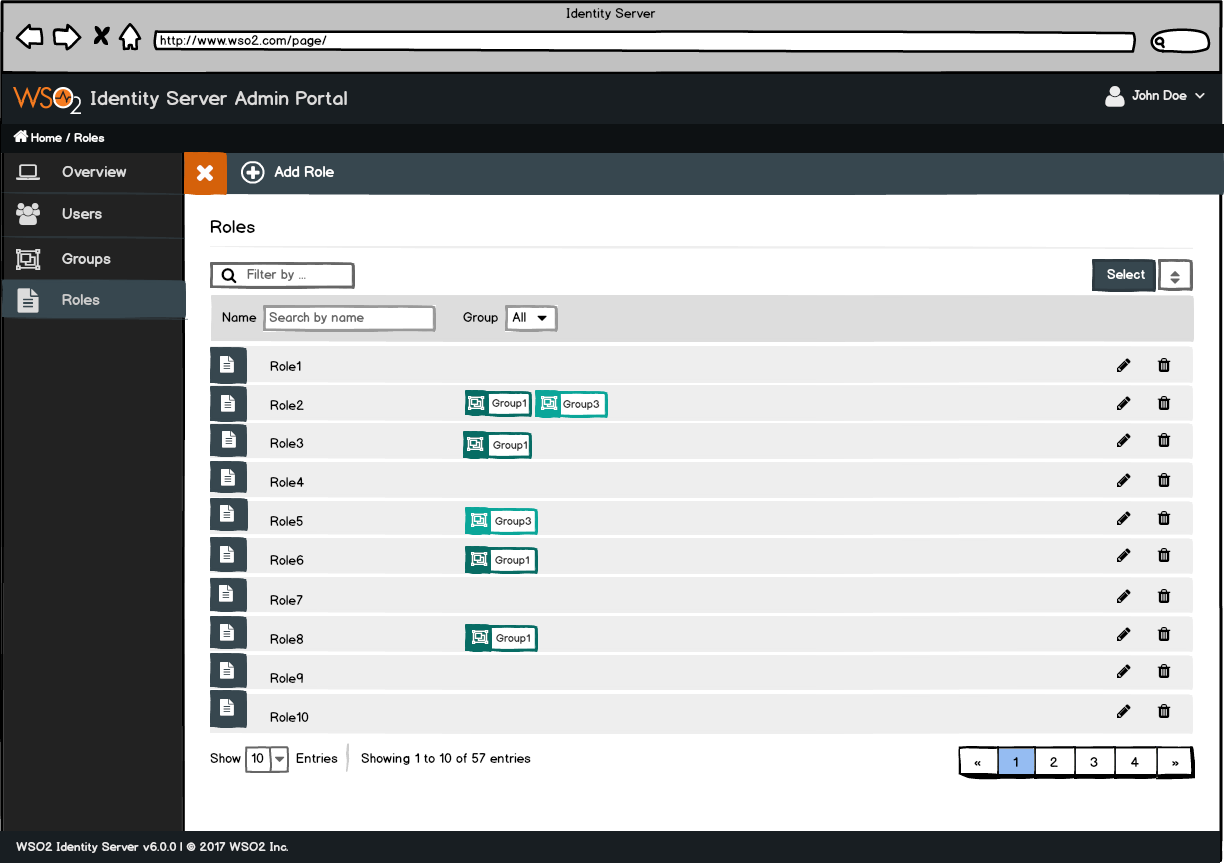 Identity Server
http://www.wso2.com/page/
WSO2 Identity Server Admin Portal
John Doe
Home / Roles
Overview
Users
Groups
Roles
Add Role
Roles
Filter by ...
Select
Name Search by name Group All
Role1
Role2 Group1 Group3
Role3 Group1
Role4
Role5 Group3
Role6 Group1
Role7
Role8 Group1
Role9
Role10
Show 10 Entries Showing 1 to 10 of 57 entries
« 1 2 3 4 »
WSO2 Identity Server v6.0.0 | © 2017 WSO2 Inc.